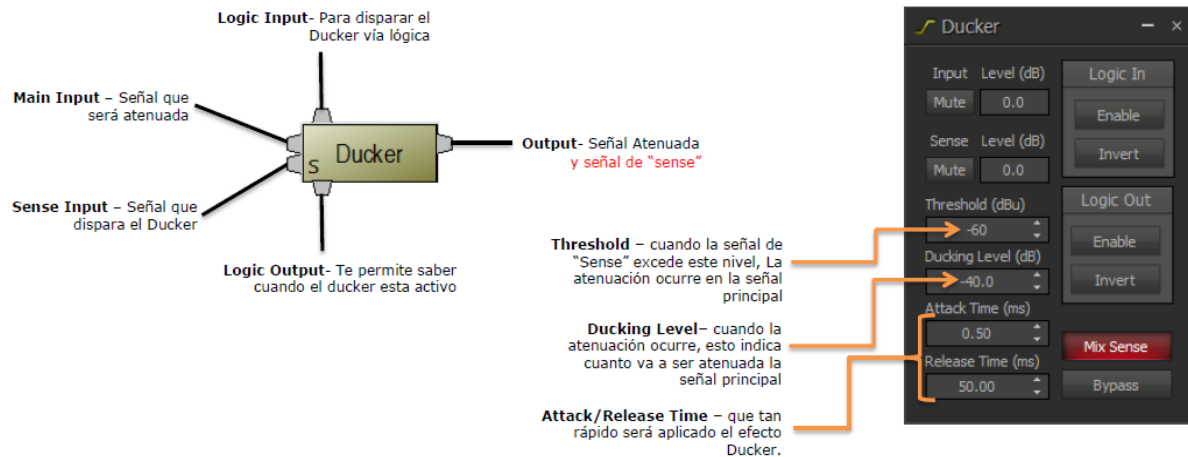 Logic Input- Para disparar el
Ducker vía lógica
Main Input – Señal que
será atenuada
S Ducker
Output- Señal Atenuada
y señal de “sense”
Sense Input – Señal que
dispara el Ducker
Logic Output- Te permite saber
cuando el ducker esta activo
Threshold – cuando la señal de
“Sense” excede este nivel, La
atenuación ocurre en la señal
principal
Ducking Level– cuando la
atenuación ocurre, esto indica
cuanto va a ser atenuada la
señal principal
Attack/Release Time – que tan
rápido será aplicado el efecto
Ducker.
Ducker
Input Level (dB)
Mute 0.0
Sense Level (dB)
Mute 0.0
Threshold (dBu)
-60
Ducking Level (dB)
-40.0
Attack Time (ms)
0.50
Release Time (ms)
50.00
Logic In
Enable
Invert
Logic Out
Enable
Invert
Mix Sense
Bypass